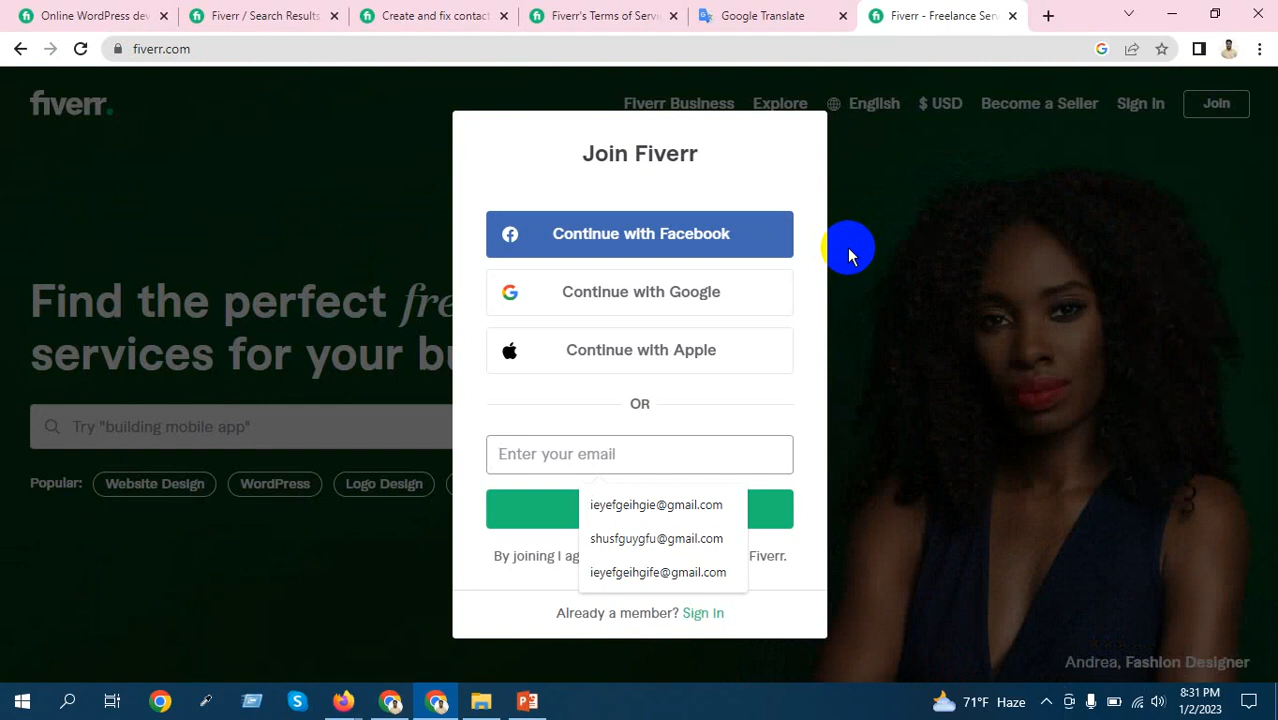 Online WordPress dev
Fiverr / Search Results
Create and fix contact
Fiverr's Terms of Servi
Google Translate
Fiverr - Freelance Serv
fiverr.com
fiverr.
Fiverr Business
Explore
English
$ USD
Become a Seller
Sign In
Join
Join Fiverr
Continue with Facebook
Continue with Google
Continue with Apple
OR
Enter your email
ieyefgeihgie@gmail.com
shusfguygfu@gmail.com
ieyefgeihgife@gmail.com
By joining I ag
Fiverr.
Already a member? Sign In
Find the perfect fre
services for your bu
Try "building mobile app"
Popular:
Website Design
WordPress
Logo Design
Andrea, Fashion Designer
71°F Haze
8:31 PM
1/2/2023